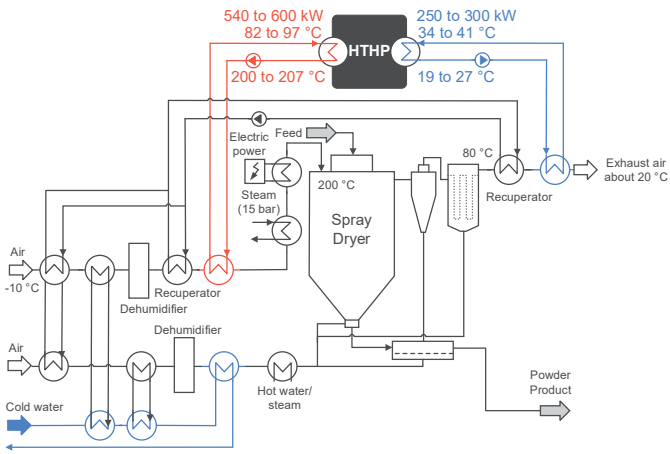 540 to 600 kW
82 to 97 °C
200 to 207 °C
HTHP
250 to 300 kW
34 to 41 °C
19 to 27 °C
Electric
power
Feed
Steam
(15 bar)
200 °C
Spray
Dryer
80 °C
Recuperator
Exhaust air
about 20 °C
Air
-10 °C
Dehumidifier
Recuperator
Dehumidifier
Air
Hot water/
steam
Cold water
Powder
Product